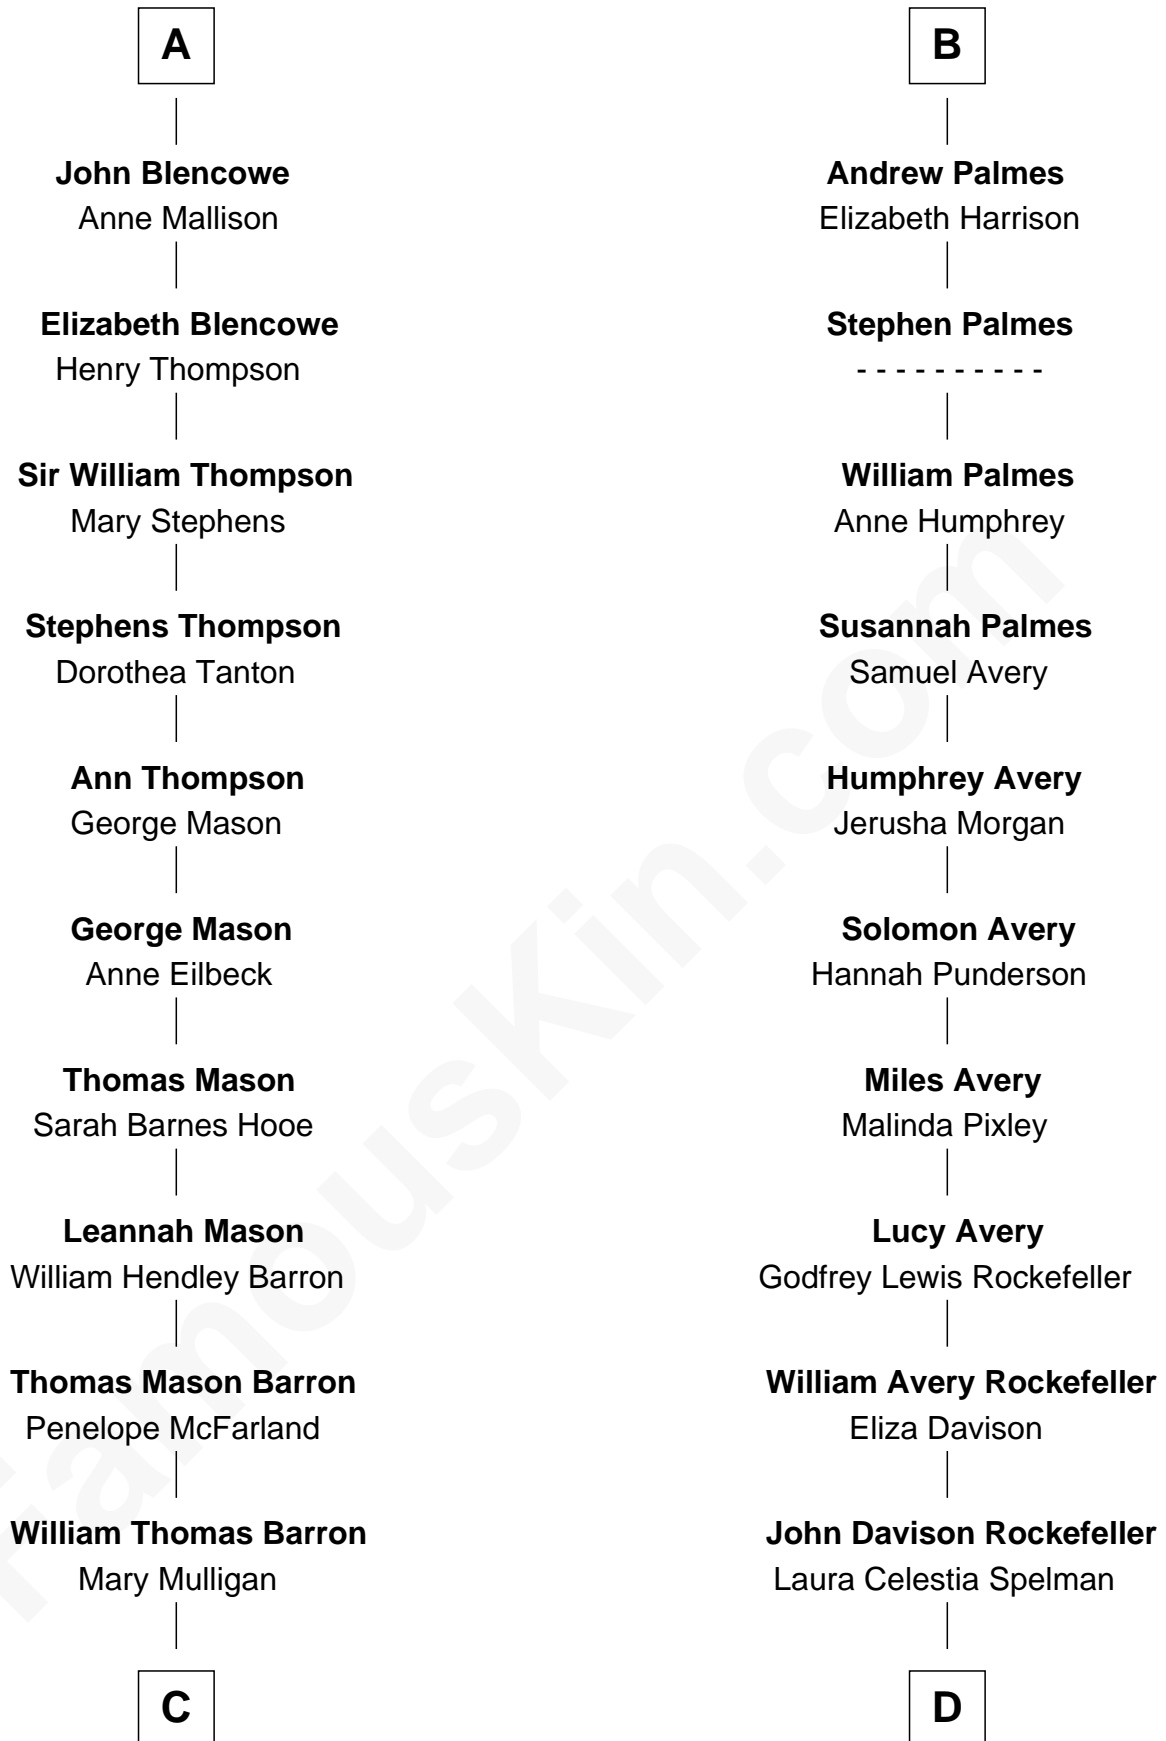 A
John Blencowe
Anne Mallison
Elizabeth Blencowe
Henry Thompson
Sir William Thompson
Mary Stephens
Stephens Thompson
Dorothea Tanton
Ann Thompson
George Mason
George Mason
Anne Eilbeck
Thomas Mason
Sarah Barnes Hooe
Leannah Mason
William Hendley Barron
Thomas Mason Barron
Penelope McFarland
William Thomas Barron
Mary Mulligan
C
B
Andrew Palmes
Elizabeth Harrison
Stephen Palmes
- - - - - - - - - -
William Palmes
Anne Humphrey
Susannah Palmes
Samuel Avery
Humphrey Avery
Jerusha Morgan
Solomon Avery
Hannah Punderson
Miles Avery
Malinda Pixley
Lucy Avery
Godfrey Lewis Rockefeller
William Avery Rockefeller
Eliza Davison
John Davison Rockefeller
Laura Celestia Spelman
D
FamousKin.com